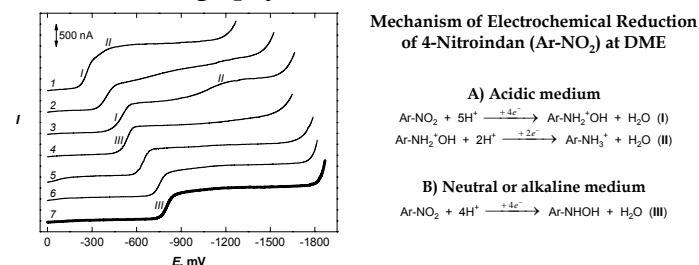 500 nA
II
I
1
2
I
II
3
III
4
5
6
III
7
I
0 -300 -600 -900 -1200 -1500 -1800
E, mV
Mechanism of Electrochemical Reduction
of 4-Nitroindan (Ar-NO₂) at DME
A) Acidic medium
Ar-NO₂ + 5H⁺ +4e⁻ → Ar-NH₂⁺OH + H₂O (I)
Ar-NH₂⁺OH + 2H⁺ +2e⁻ → Ar-NH₃⁺ + H₂O (II)
B) Neutral or alkaline medium
Ar-NO₂ + 4H⁺ +4e⁻ → Ar-NHOH + H₂O (III)